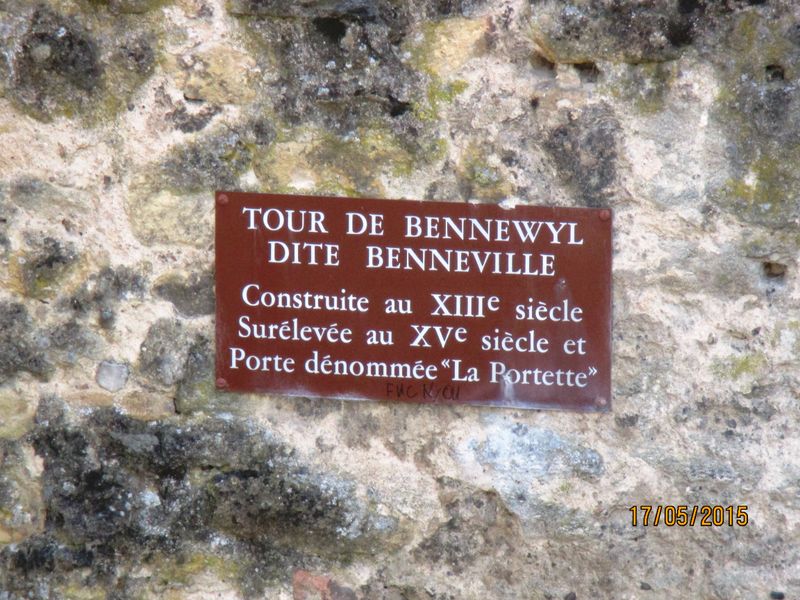 TOUR DE BENNEWYL
DITE BENNEVILLE
Construite au XIIIe siècle
Surélevée au XVe siècle et
Porte dénommée "La Portette"
17/05/2015